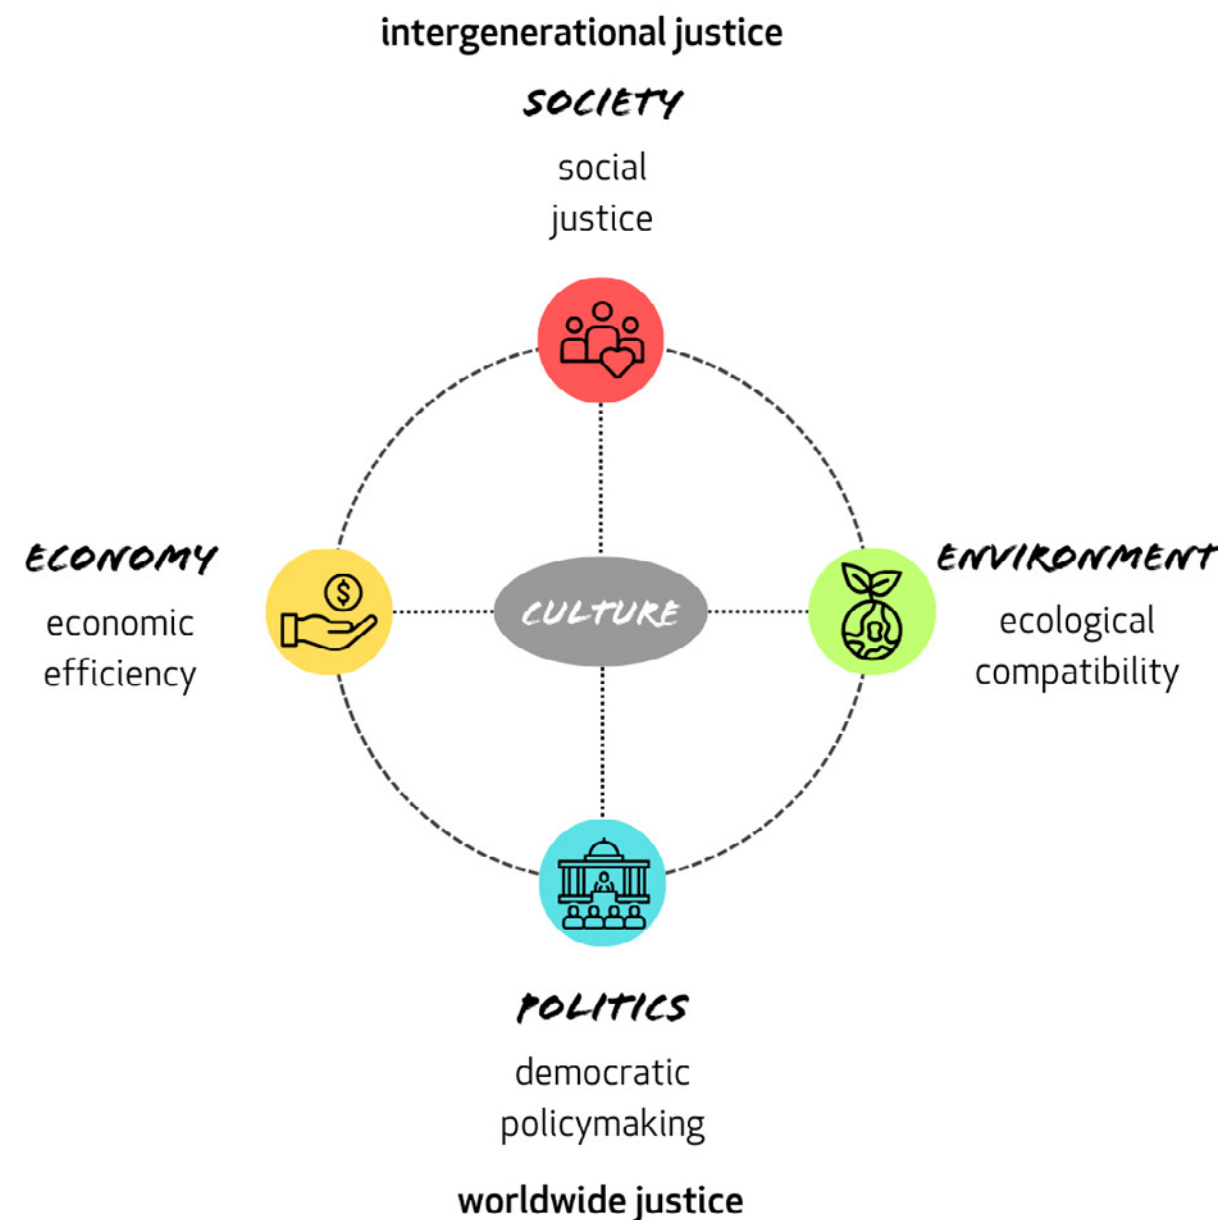 intergenerational justice
SOCIETY
social
justice
ECONOMY
economic
efficiency
$
CULTURE
ENVIRONMENT
ecological
compatibility
POLITICS
democratic
policymaking
worldwide justice